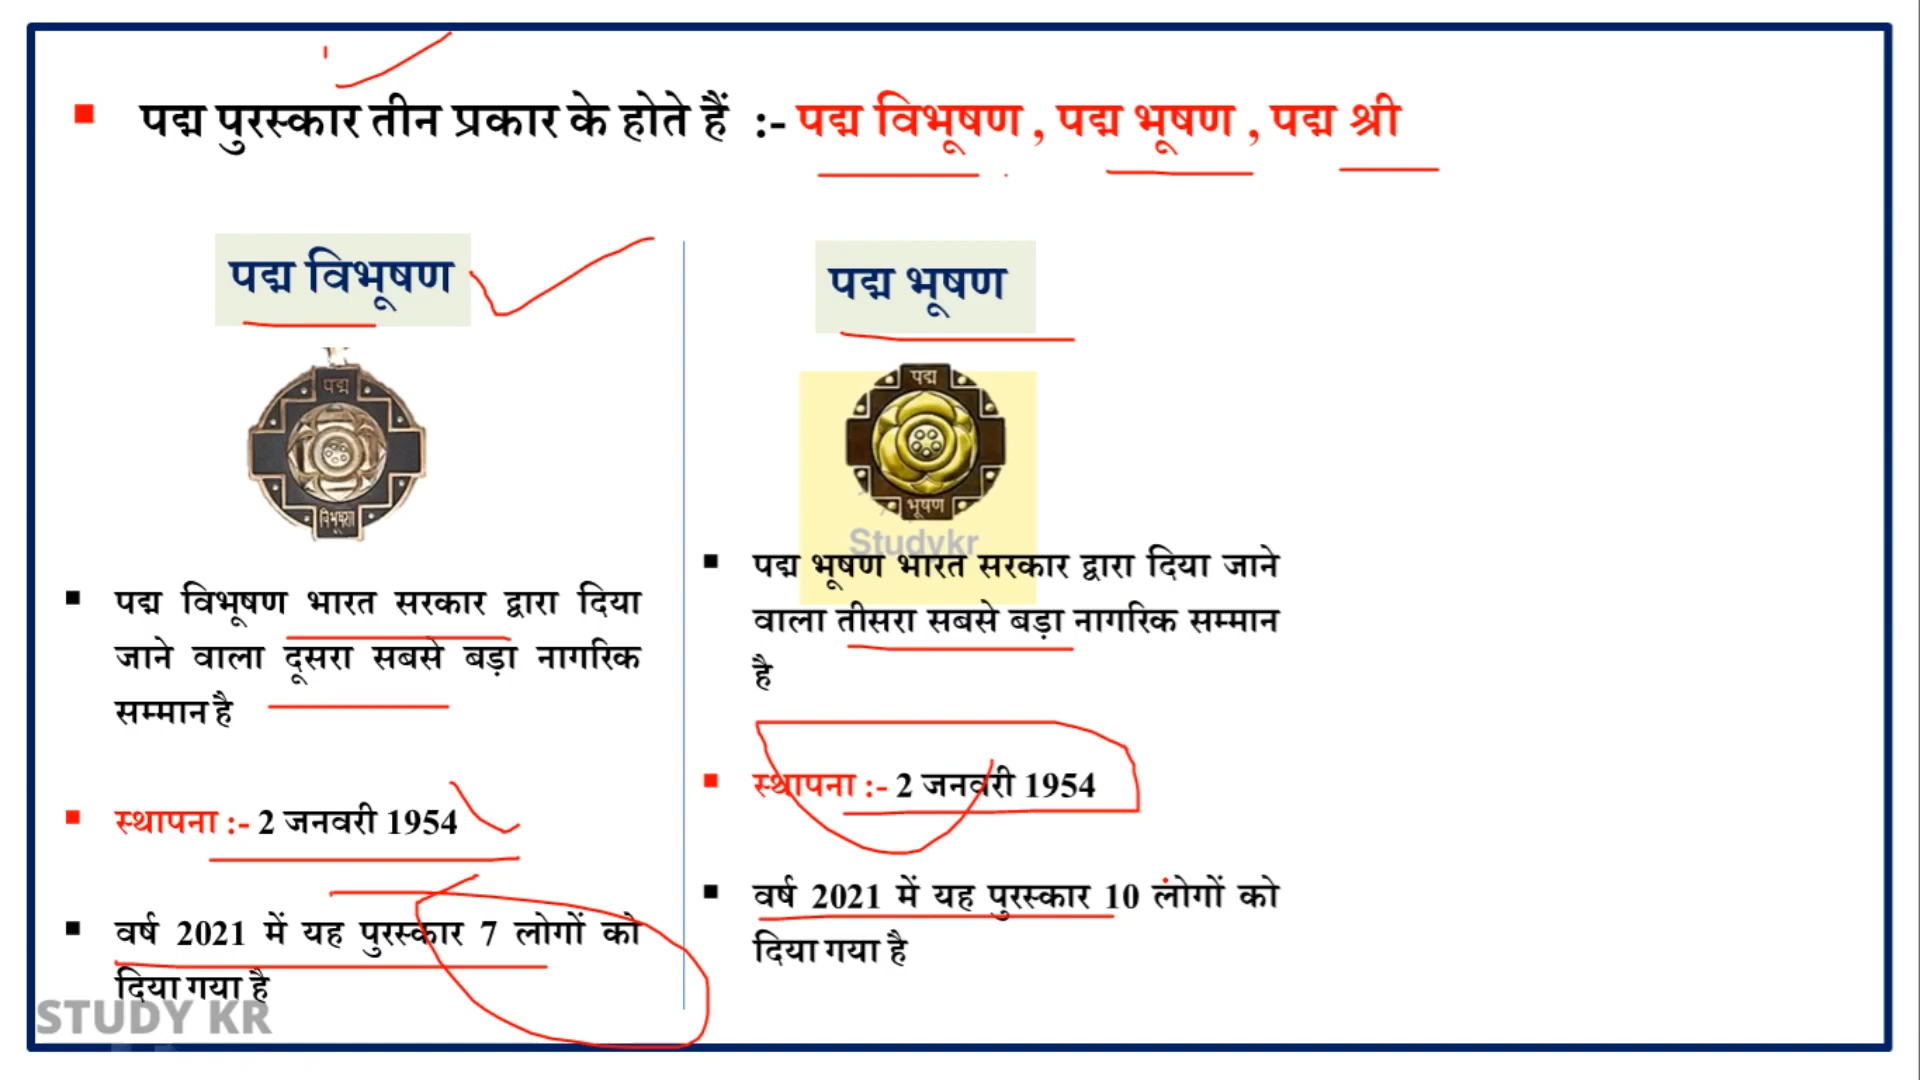 पद्म पुरस्कार तीन प्रकार के होते हैं :- पद्म विभूषण , पद्म भूषण , पद्म श्री
पद्म विभूषण
पद्म
विभूषण
पद्म विभूषण भारत सरकार द्वारा दिया
जाने वाला दूसरा सबसे बड़ा नागरिक
सम्मान है
स्थापना :- 2 जनवरी 1954
वर्ष 2021 में यह पुरस्कार 7 लोगों को
दिया गया है
पद्म भूषण
पद्म
भूषण
Studykr
पद्म भूषण भारत सरकार द्वारा दिया जाने
वाला तीसरा सबसे बड़ा नागरिक सम्मान
है
स्थापना :- 2 जनवरी 1954
वर्ष 2021 में यह पुरस्कार 10 लोगों को
दिया गया है
STUDY KR